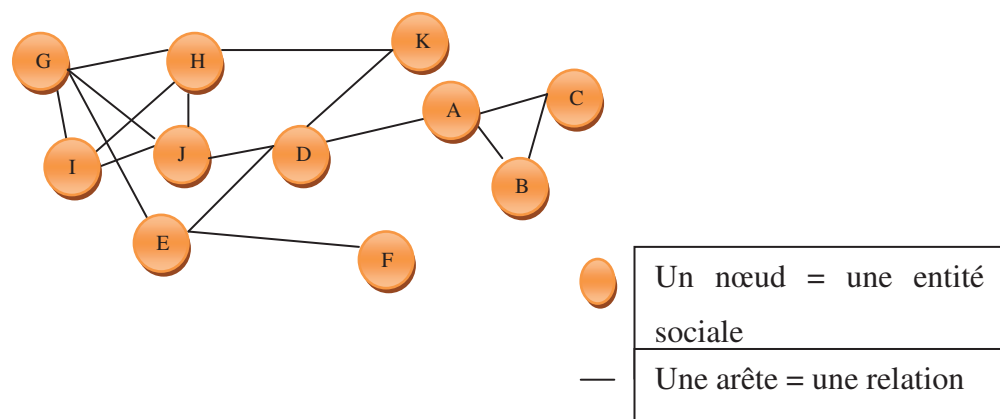 G
H
K
A
C
I
J
D
B
E
F
Un nœud = une entité
sociale
Une arête = une relation